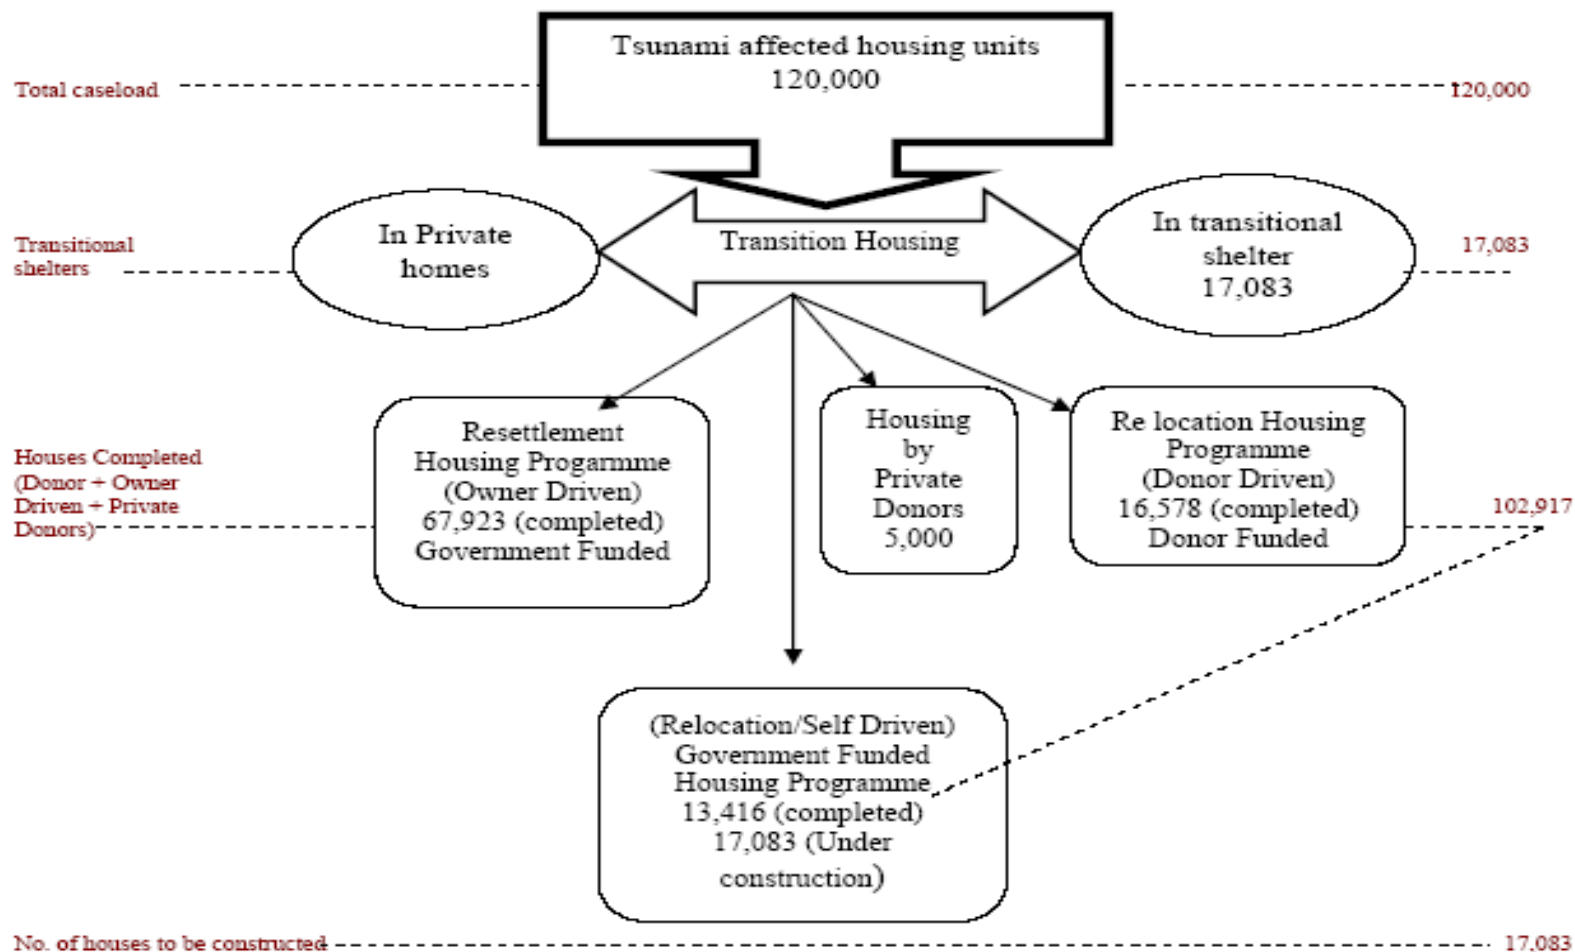 Tsunami affected housing units
120,000
Total caseload
120,000
In Private
homes
Transition Housing
In transitional
shelter
17,083
Transitional
shelters
17,083
Resettlement
Housing Progarmme
(Owner Driven)
67,923 (completed)
Government Funded
Housing
by
Private
Donors
5,000
Re location Housing
Programme
(Donor Driven)
16,578 (completed)
Donor Funded
Houses Completed
(Donor + Owner
Driven + Private
Donors)
102,917
(Relocation/Self Driven)
Government Funded
Housing Programme
13,416 (completed)
17,083 (Under
construction)
No. of houses to be constructed
17,083